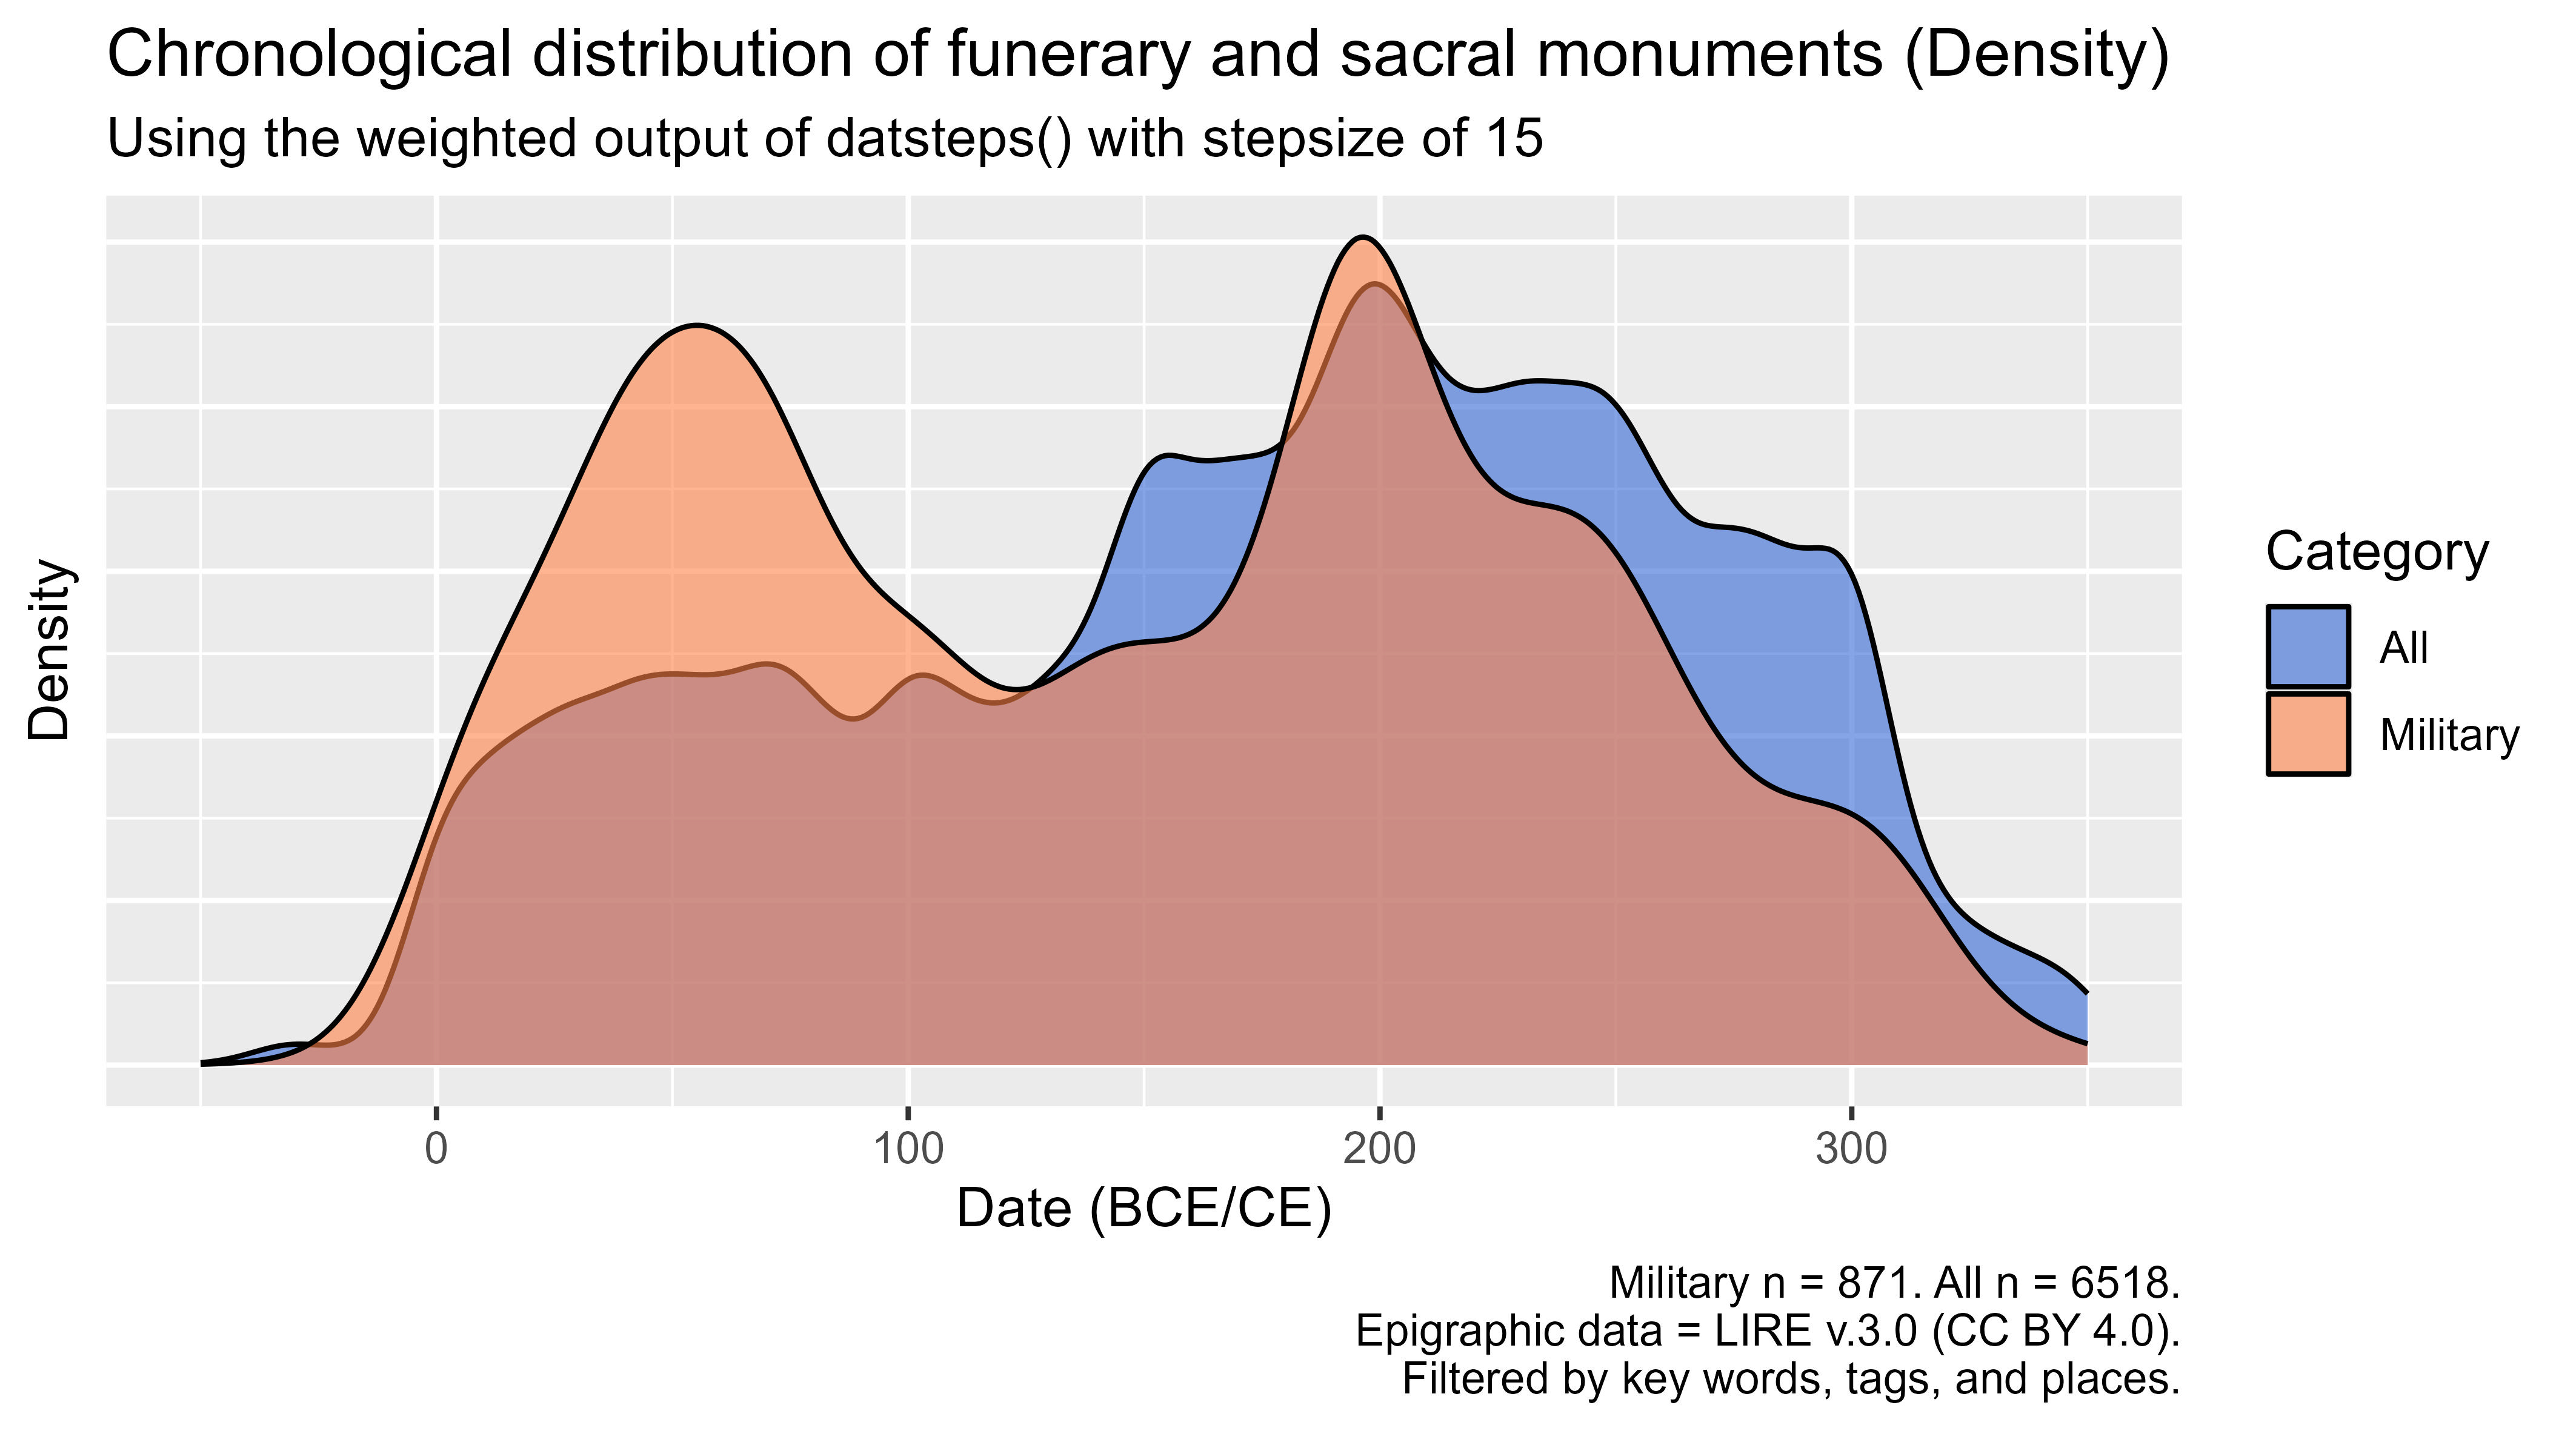 Chronological distribution of funerary and sacral monuments (Density)
Using the weighted output of datsteps() with stepsize of 15
Density
0
100
200
300
Date (BCE/CE)
Category
All
Military
Military n = 871. All n = 6518.
Epigraphic data = LIRE v.3.0 (CC BY 4.0).
Filtered by key words, tags, and places.